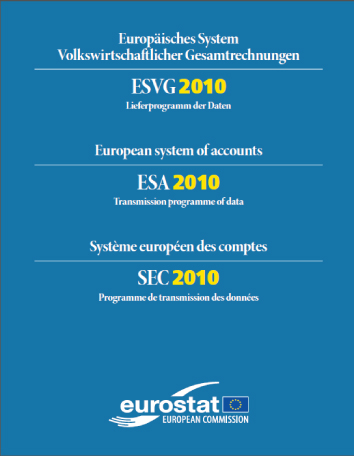 Europäisches System
Volkswirtschaftlicher Gesamtrechnungen
ESVG 2010
Lieferprogramm der Daten
European system of accounts
ESA 2010
Transmission programme of data
Système européen des comptes
SEC 2010
Programme de transmission des données
eurostat
EUROPEAN COMMISSION